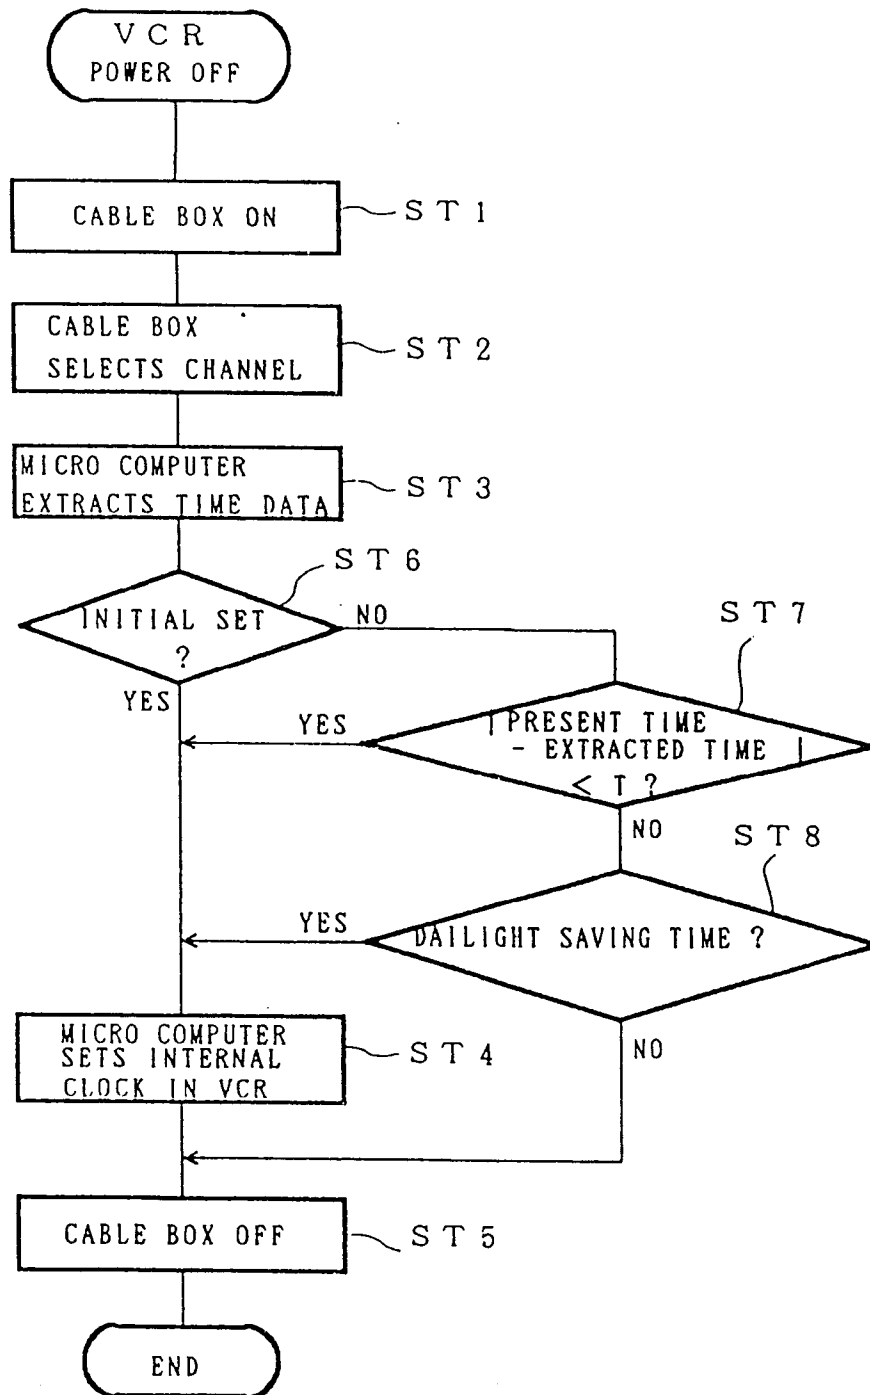 VCR
POWER OFF
CABLE BOX ON
ST1
CABLE BOX
SELECTS CHANNEL
ST2
MICRO COMPUTER
EXTRACTS TIME DATA
ST3
INITIAL SET
?
ST6
NO
YES
|PRESENT TIME
- EXTRACTED TIME|
< T ?
ST7
YES
NO
DAILIGHT SAVING TIME ?
ST8
YES
NO
MICRO COMPUTER
SETS INTERNAL
CLOCK IN VCR
ST4
CABLE BOX OFF
ST5
END